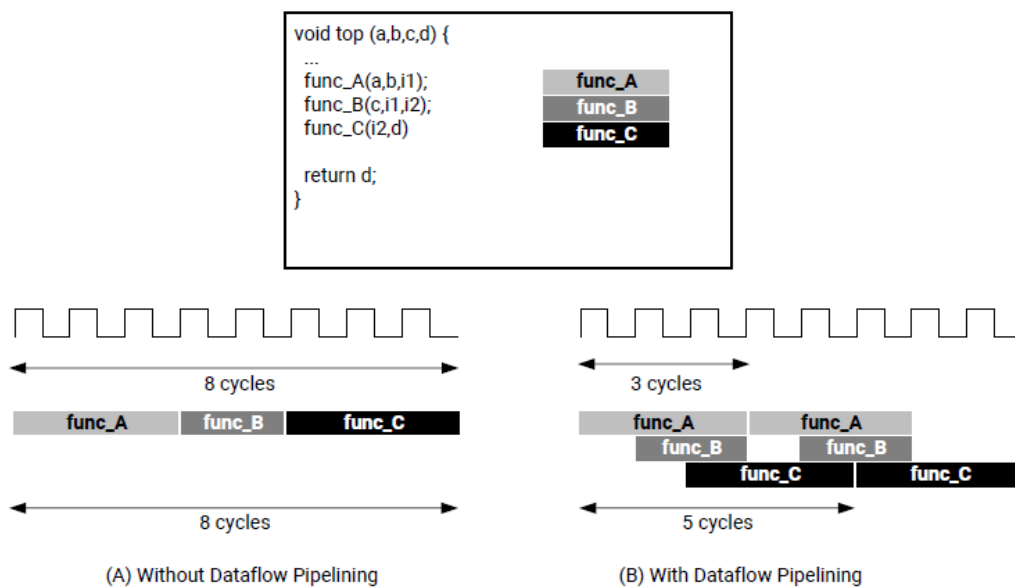 void top (a,b,c,d) {
...
func_A(a,b,i1);
func_B(c,i1,i2);
func_C(i2,d)
return d;
}
func_A
func_B
func_C
8 cycles
func_A func_B func_C
8 cycles
(A) Without Dataflow Pipelining
3 cycles
func_A func_A
func_B func_B
func_C func_C
5 cycles
(B) With Dataflow Pipelining